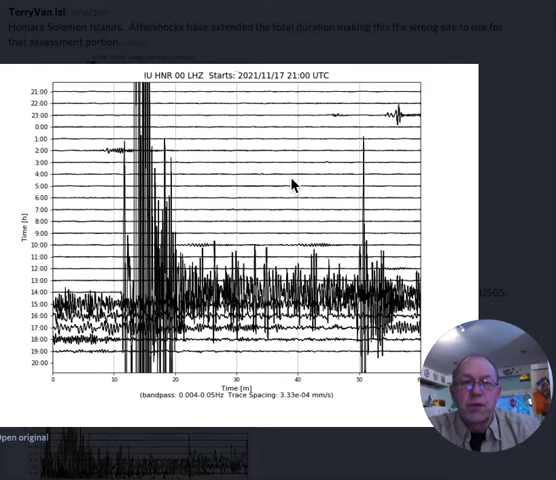 TerryVan Isl
Honiara Solomon Islands. Aftershocks have extended the total duration making this the wrong site to use for
that assessment portion.
IU HNR 00 LHZ Starts: 2021/11/17 21:00 UTC
21:00
22:00
23:00
0:00
1:00
2:00
3:00
4:00
5:00
6:00
7:00
8:00
9:00
10:00
11:00
12:00
13:00
14:00
15:00
16:00
17:00
18:00
19:00
20:00
Time [h]
0 10 20 30 40 50
Time [m]
(bandpass: 0.004-0.05Hz Trace Spacing: 3.33e-04 mm/s)
USGS.
Open original